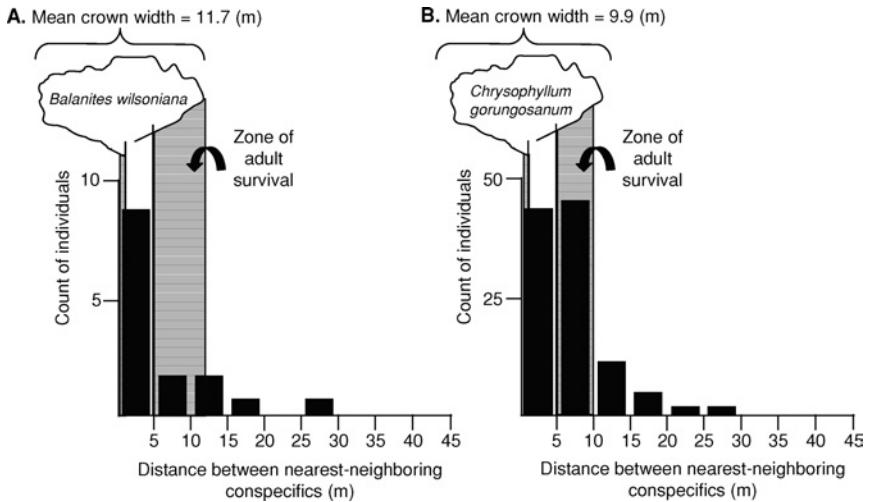 A. Mean crown width = 11.7 (m)
Balanites wilsoniana
Zone of
adult
survival
10
5
Count of individuals
5 10 15 20 25 30 35 40 45
Distance between nearest-neighboring
conspecifics (m)
B. Mean crown width = 9.9 (m)
Chrysophyllum
gorungosanum
Zone of
adult
survival
50
25
Count of individuals
5 10 15 20 25 30 35 40 45
Distance between nearest-neighboring
conspecifics (m)